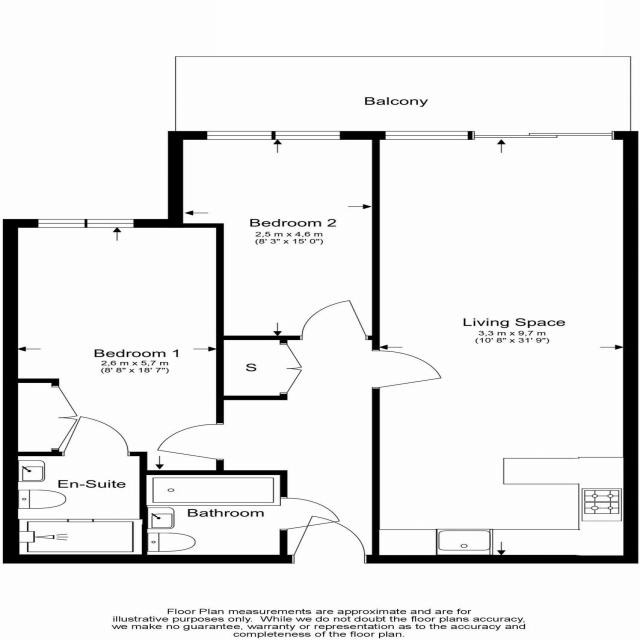 Balcony
Bedroom 2
2,5 m x 4,6 m
(8' 3" x 15' 0")
Living Space
3,3 m x 9,7 m
(10' 8" x 31' 9")
Bedroom 1
2,6 m x 5,7 m
(8' 8" x 18' 7")
S
En-Suite
Bathroom
Floor Plan measurements are approximate and are for
illustrative purposes only. While we do not doubt the floor plans accuracy,
we make no guarantee, warranty or representation as to the accuracy and
completeness of the floor plan.